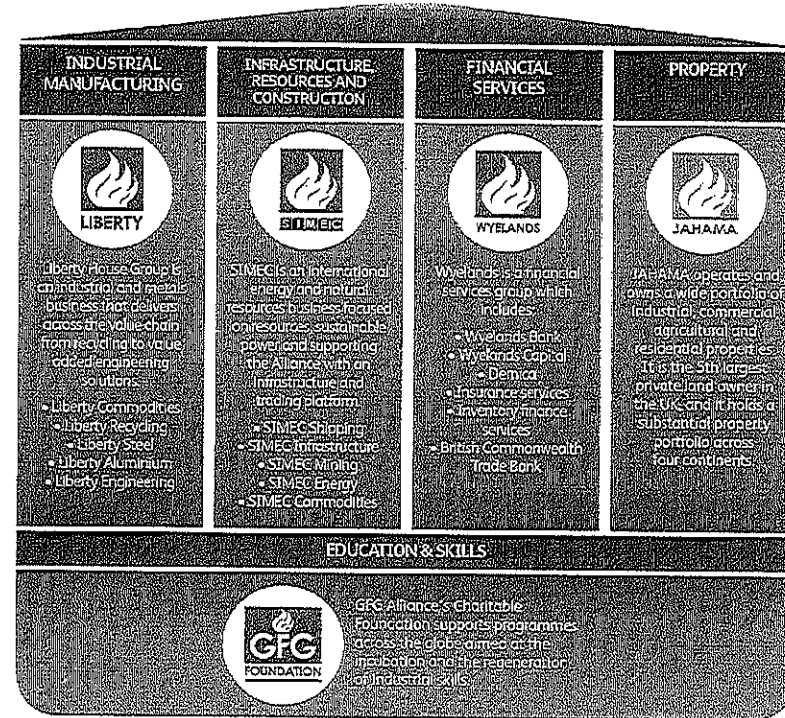 INDUSTRIAL
MANUFACTURING
LIBERTY
Liberty House Group is
an industrial and metals
business that delivers
across the value chain
from recycling to value
added engineering
solutions.
• Liberty Commodities
• Liberty Recycling
• Liberty Steel
• Liberty Aluminium
• Liberty Engineering
INFRASTRUCTURE,
RESOURCES AND
CONSTRUCTION
SIMEC
SIMEC is an international
energy and natural
resources business focused
on resources, sustainable
power and supporting
the Alliance with an
infrastructure and
trading platform.
• SIMEC Shipping
• SIMEC Infrastructure
• SIMEC Mining
• SIMEC Energy
• SIMEC Commodities
FINANCIAL
SERVICES
WYELANDS
Wyelands is a financial
services group which
includes
• Wyelands Bank
• Wyelands Capital
• Demica
• Insurance services
• Inventory finance
services
• British Commonwealth
Trade Bank
PROPERTY
JAHAMA
JAHAMA operates and
owns a wide portfolio of
industrial, commercial
agricultural and
residential properties.
It is the 5th largest
private land owner in
the UK and it holds a
substantial property
portfolio across
four continents
EDUCATION & SKILLS
GFG
FOUNDATION
GFG Alliance's Charitable
Foundation supports programmes
across the globe aimed at the
incubation and the regeneration
of industrial skills